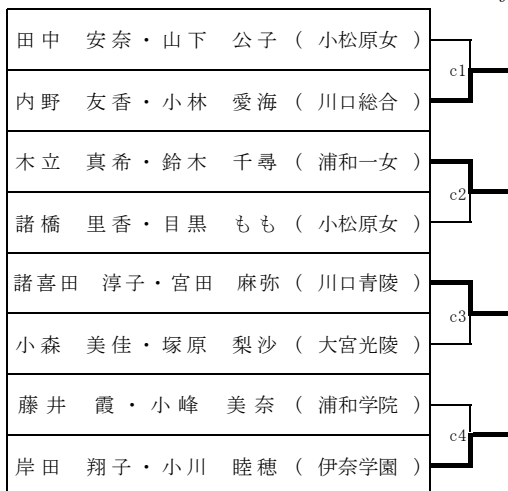 田中 安奈・山下 公子 ( 小松原女 )
c1
内野 友香・小林 愛海 ( 川口総合 )
木立 真希・鈴木 千尋 ( 浦和一女 )
c2
諸橋 里香・目黒 もも ( 小松原女 )
諸喜田 淳子・宮田 麻弥 ( 川口青陵 )
c3
小森 美佳・塚原 梨沙 ( 大宮光陵 )
藤井 霞・小峰 美奈 ( 浦和学院 )
c4
岸田 翔子・小川 睦穂 ( 伊奈学園 )